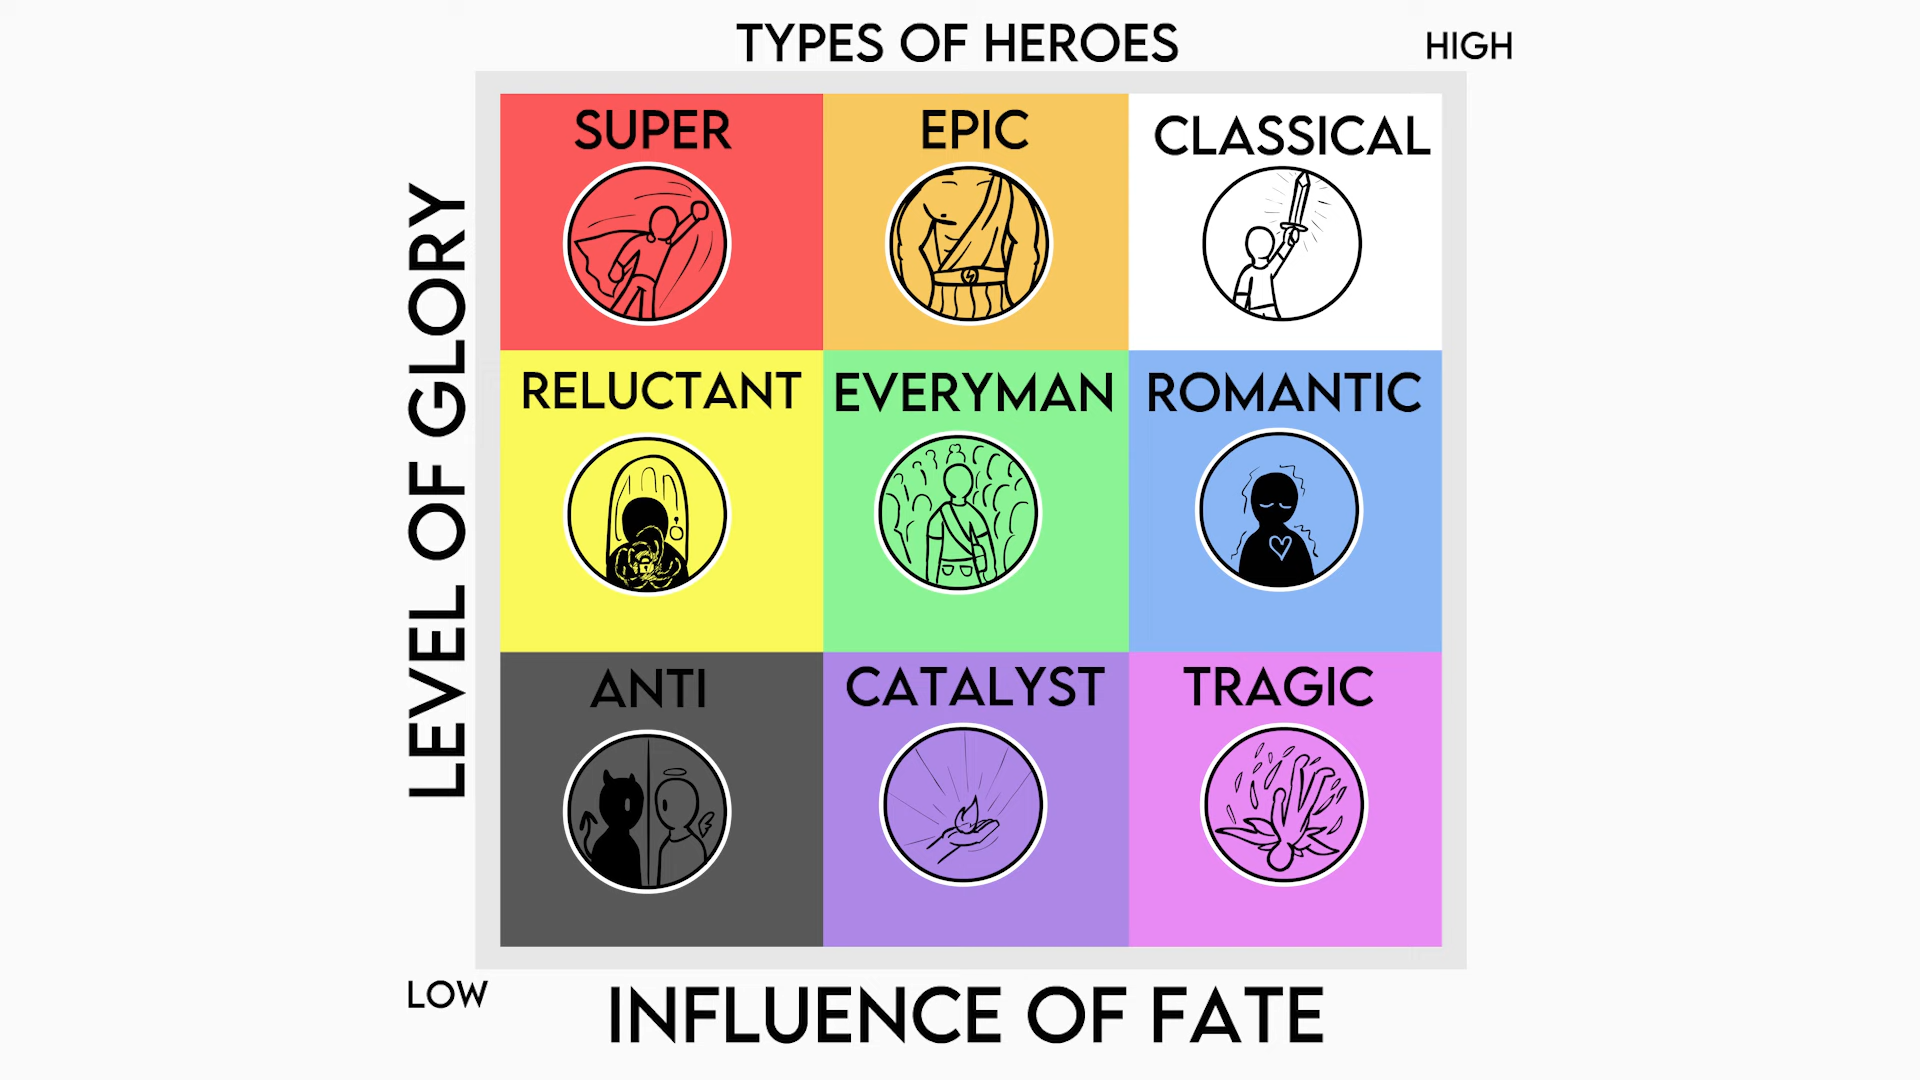 TYPES OF HEROES
HIGH
SUPER
EPIC
CLASSICAL
LEVEL OF GLORY
RELUCTANT
EVERYMAN
ROMANTIC
ANTI
CATALYST
TRAGIC
LOW
INFLUENCE OF FATE